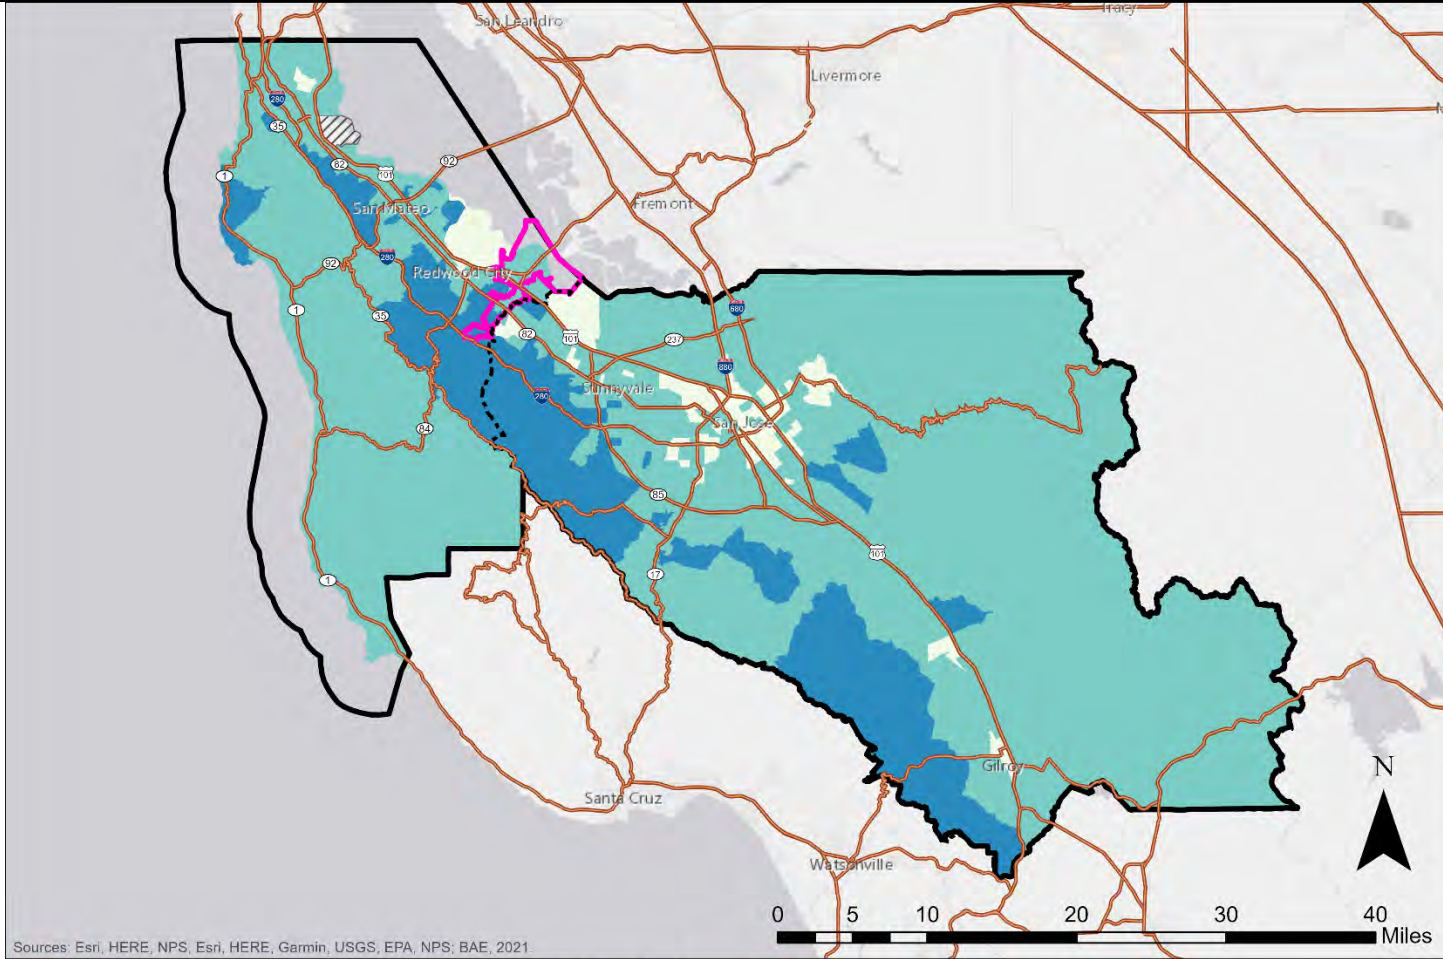 San Leandro
Tracy
Livermore
280
35
82
101
92
1
San Mateo
Fremont
280
92
Redwood City
1
35
680
82
101
237
880
Sunnyvale
280
San Jose
84
85
101
17
1
Gilroy
N
Santa Cruz
Watsonville
0 5 10 20 30 40
Miles
Sources: Esri, HERE, NPS, Esri, HERE, Garmin, USGS, EPA, NPS; BAE, 2021